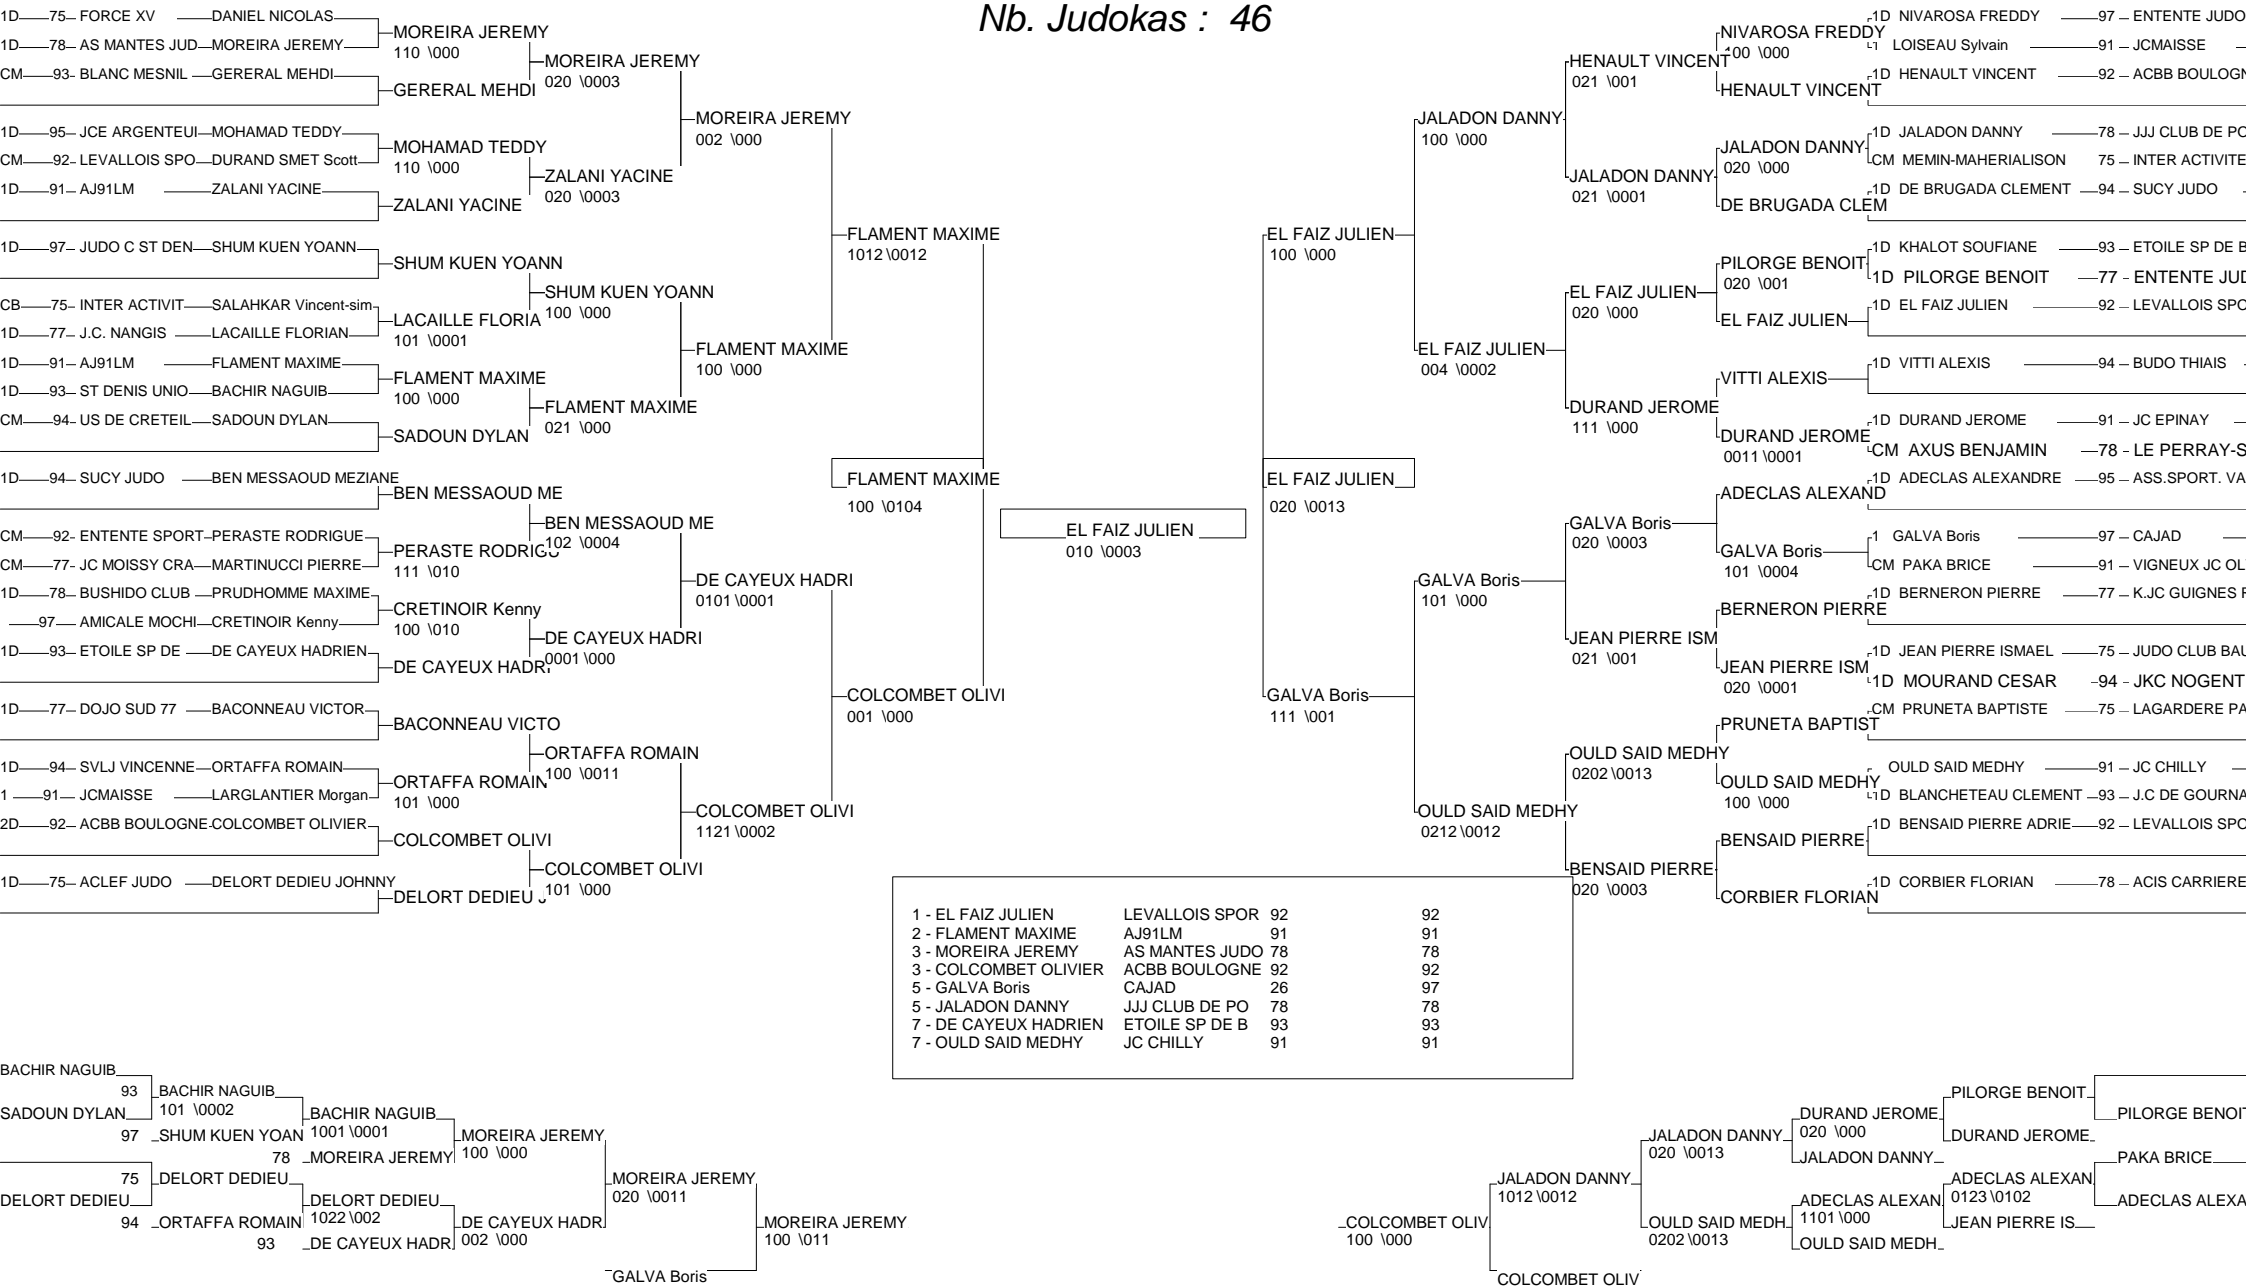 Nb. Judokas :  46
1D 75 FORCE XV DANIEL NICOLAS
1D 78 AS MANTES JUD MOREIRA JEREMY
CM 93 BLANC MESNIL GERERAL MEHDI
1D 95 JCE ARGENTEUI MOHAMAD TEDDY
CM 92 LEVALLOIS SPO DURAND SMET Scott
1D 91 AJ91LM ZALANI YACINE
1D 97 JUDO C ST DEN SHUM KUEN YOANN
CB 75 INTER ACTIVIT SALAHKAR Vincent-sim
1D 77 J.C. NANGIS LACAILLE FLORIAN
1D 91 AJ91LM FLAMENT MAXIME
1D 93 ST DENIS UNIO BACHIR NAGUIB
CM 94 US DE CRETEIL SADOUN DYLAN
1D 94 SUCY JUDO BEN MESSAOUD MEZIANE
CM 92 ENTENTE SPORT PERASTE RODRIGUE
CM 77 JC MOISSY CRA MARTINUCCI PIERRE
1D 78 BUSHIDO CLUB PRUDHOMME MAXIME
97 AMICALE MOCHI CRETINOIR Kenny
1D 93 ETOILE SP DE DE CAYEUX HADRIEN
1D 77 DOJO SUD 77 BACONNEAU VICTOR
1D 94 SVLJ VINCENNE ORTAFFA ROMAIN
1 91 JCMAISSE LARGLANTIER Morgan
2D 92 ACBB BOULOGNE COLCOMBET OLIVIER
1D 75 ACLEF JUDO DELORT DEDIEU JOHNNY
MOREIRA JEREMY
110 \000
GERERAL MEHDI
MOHAMAD TEDDY
110 \000
ZALANI YACINE
SHUM KUEN YOANN
LACAILLE FLORIA
101 \0001
FLAMENT MAXIME
100 \000
SADOUN DYLAN
BEN MESSAOUD ME
PERASTE RODRIGU
111 \010
CRETINOIR Kenny
100 \010
DE CAYEUX HADRI
BACONNEAU VICTO
ORTAFFA ROMAIN
101 \000
COLCOMBET OLIVI
DELORT DEDIEU J
MOREIRA JEREMY
020 \0003
ZALANI YACINE
020 \0003
SHUM KUEN YOANN
100 \000
FLAMENT MAXIME
021 \000
BEN MESSAOUD ME
102 \0004
DE CAYEUX HADRI
0001 \000
ORTAFFA ROMAIN
100 \0011
COLCOMBET OLIVI
101 \000
MOREIRA JEREMY
002 \000
FLAMENT MAXIME
100 \000
DE CAYEUX HADRI
0101 \0001
COLCOMBET OLIVI
1121 \0002
FLAMENT MAXIME
1012 \0012
COLCOMBET OLIVI
001 \000
FLAMENT MAXIME
100 \0104
EL FAIZ JULIEN
010 \0003
EL FAIZ JULIEN
020 \0013
EL FAIZ JULIEN
100 \000
GALVA Boris
111 \001
JALADON DANNY
100 \000
EL FAIZ JULIEN
004 \0002
GALVA Boris
101 \000
OULD SAID MEDHY
0212 \0012
HENAULT VINCENT
021 \001
JALADON DANNY
021 \0001
EL FAIZ JULIEN
020 \000
DURAND JEROME
111 \000
GALVA Boris
020 \0003
JEAN PIERRE ISM
021 \001
OULD SAID MEDHY
0202 \0013
BENSAID PIERRE
020 \0003
NIVAROSA FREDDY
100 \000
HENAULT VINCENT
JALADON DANNY
020 \000
DE BRUGADA CLEM
PILORGE BENOIT
020 \001
EL FAIZ JULIEN
VITTI ALEXIS
DURAND JEROME
0011 \0001
ADECLAS ALEXAND
GALVA Boris
101 \0004
BERNERON PIERRE
JEAN PIERRE ISM
020 \0001
PRUNETA BAPTIST
OULD SAID MEDHY
100 \000
BENSAID PIERRE
CORBIER FLORIAN
1D NIVAROSA FREDDY 97 – ENTENTE JUDO
1 LOISEAU Sylvain 91 – JCMAISSE
1D HENAULT VINCENT 92 – ACBB BOULOGN
1D JALADON DANNY 78 – JJJ CLUB DE PO
CM MEMIN-MAHERIALISON 75 – INTER ACTIVITE
1D DE BRUGADA CLEMENT 94 – SUCY JUDO
1D KHALOT SOUFIANE 93 – ETOILE SP DE B
1D PILORGE BENOIT 77 - ENTENTE JUD
1D EL FAIZ JULIEN 92 – LEVALLOIS SPO
1D VITTI ALEXIS 94 – BUDO THIAIS
1D DURAND JEROME 91 – JC EPINAY
CM AXUS BENJAMIN 78 - LE PERRAY-S
1D ADECLAS ALEXANDRE 95 – ASS.SPORT. VA
1 GALVA Boris 97 – CAJAD
CM PAKA BRICE 91 – VIGNEUX JC OL
1D BERNERON PIERRE 77 – K.JC GUIGNES
1D JEAN PIERRE ISMAEL 75 – JUDO CLUB BAU
1D MOURAND CESAR 94 - JKC NOGENT
CM PRUNETA BAPTISTE 75 – LAGARDERE PA
OULD SAID MEDHY 91 – JC CHILLY
1D BLANCHETEAU CLEMENT 93 – J.C DE GOURNA
1D BENSAID PIERRE ADRIE 92 – LEVALLOIS SPO
1D CORBIER FLORIAN 78 – ACIS CARRIERE
1 - EL FAIZ JULIEN LEVALLOIS SPOR 92 92
2 - FLAMENT MAXIME AJ91LM 91 91
3 - MOREIRA JEREMY AS MANTES JUDO 78 78
3 - COLCOMBET OLIVIER ACBB BOULOGNE 92 92
5 - GALVA Boris CAJAD 26 97
5 - JALADON DANNY JJJ CLUB DE PO 78 78
7 - DE CAYEUX HADRIEN ETOILE SP DE B 93 93
7 - OULD SAID MEDHY JC CHILLY 91 91
BACHIR NAGUIB
93
SADOUN DYLAN
97
75
DELORT DEDIEU
94
BACHIR NAGUIB
101 \0002
SHUM KUEN YOAN
78
DELORT DEDIEU
ORTAFFA ROMAIN
93
BACHIR NAGUIB
1001 \0001
MOREIRA JEREMY
DELORT DEDIEU
1022 \002
DE CAYEUX HADR
MOREIRA JEREMY
100 \000
DE CAYEUX HADR
002 \000
MOREIRA JEREMY
020 \0011
GALVA Boris
MOREIRA JEREMY
100 \011
COLCOMBET OLIV
100 \000
JALADON DANNY
1012 \0012
COLCOMBET OLIV
JALADON DANNY
020 \0013
OULD SAID MEDH
0202 \0013
DURAND JEROME
020 \000
JALADON DANNY
ADECLAS ALEXAN
1101 \000
OULD SAID MEDH
PILORGE BENOIT
DURAND JEROME
ADECLAS ALEXAN
0123 \0102
JEAN PIERRE IS
PILORGE BENOIT
PAKA BRICE
ADECLAS ALEXA